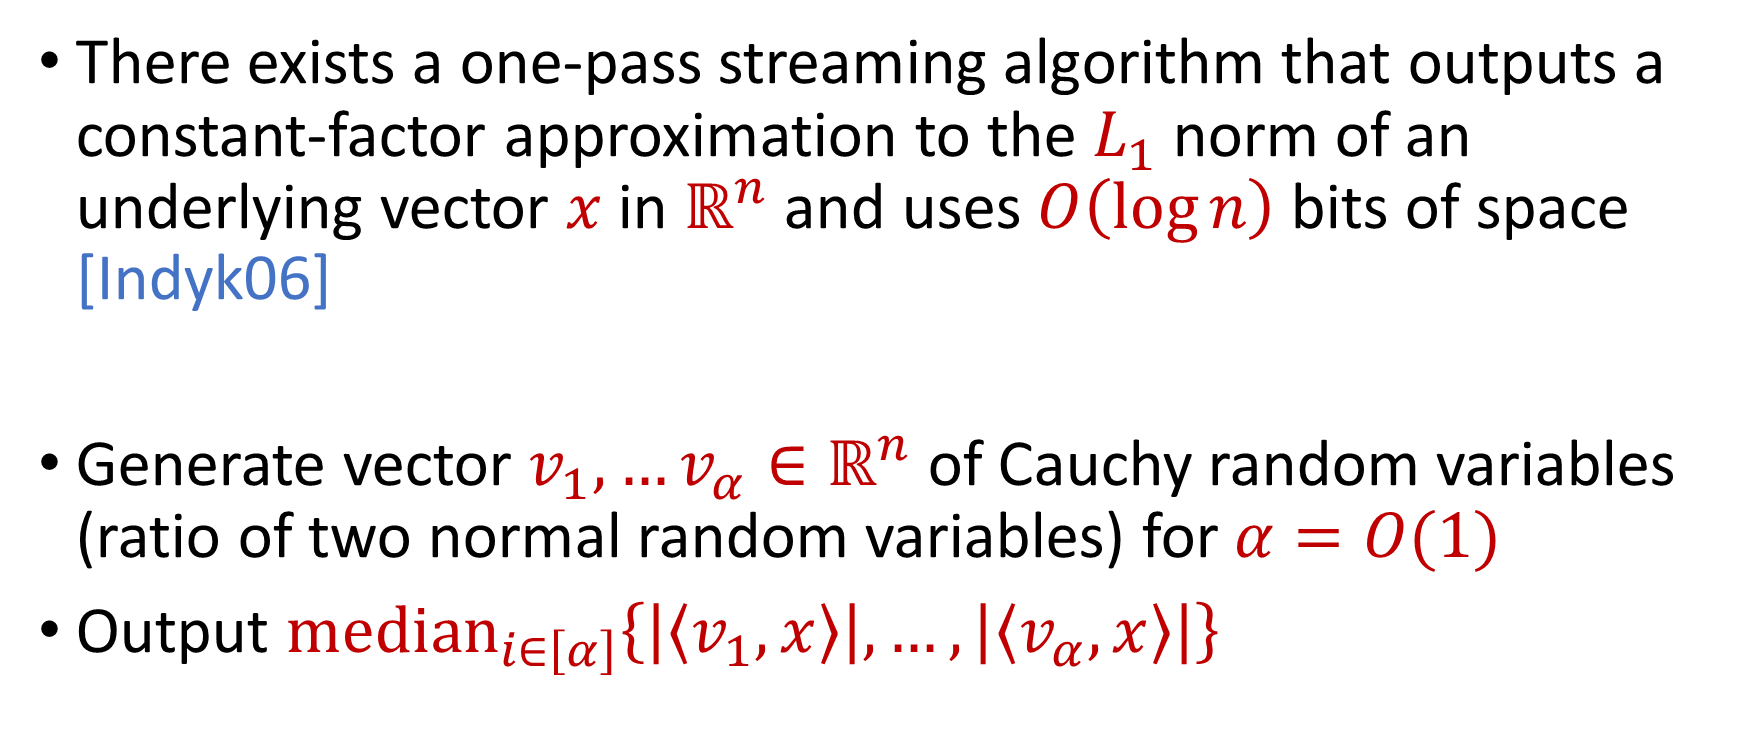 • There exists a one-pass streaming algorithm that outputs a
constant-factor approximation to the L₁ norm of an
underlying vector x in ℝⁿ and uses O(log n) bits of space
[Indyk06]
• Generate vector v₁, … v_α ∈ ℝⁿ of Cauchy random variables
(ratio of two normal random variables) for α = O(1)
• Output median_{i∈[α]}{|⟨v₁, x⟩|, … , |⟨v_α, x⟩|}